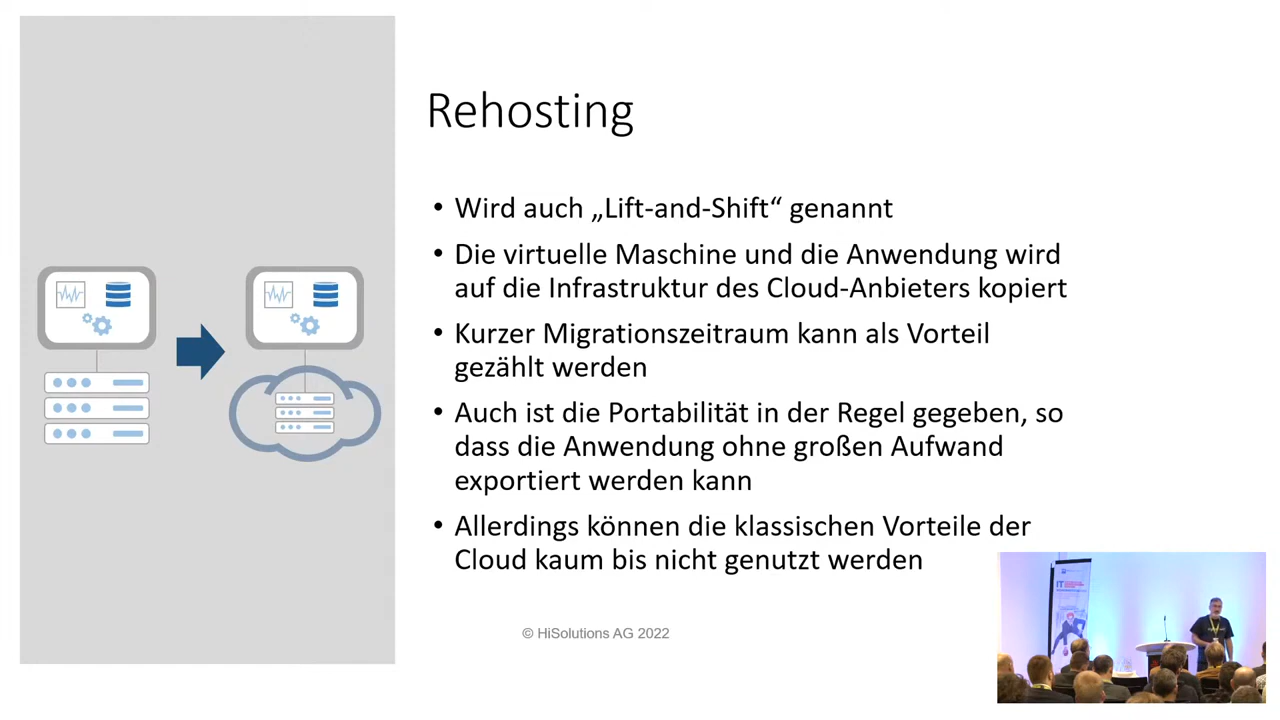 Rehosting
• Wird auch „Lift-and-Shift“ genannt
• Die virtuelle Maschine und die Anwendung wird
auf die Infrastruktur des Cloud-Anbieters kopiert
• Kurzer Migrationszeitraum kann als Vorteil
gezählt werden
• Auch ist die Portabilität in der Regel gegeben, so
dass die Anwendung ohne großen Aufwand
exportiert werden kann
• Allerdings können die klassischen Vorteile der
Cloud kaum bis nicht genutzt werden
© HiSolutions AG 2022
IT